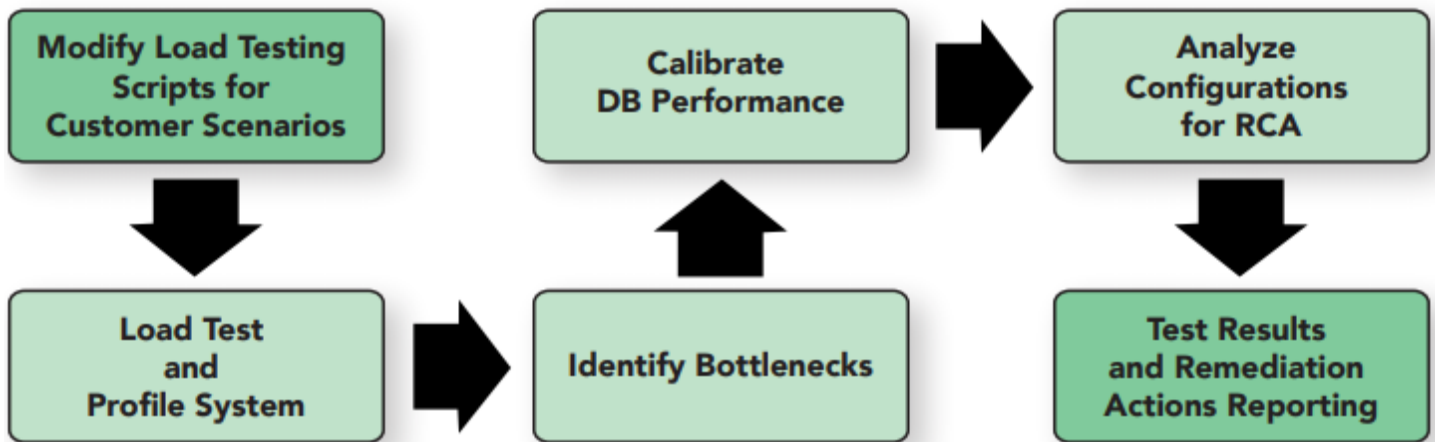 Modify Load Testing
Scripts for
Customer Scenarios
Load Test
and
Profile System
Identify Bottlenecks
Calibrate
DB Performance
Analyze
Configurations
for RCA
Test Results
and Remediation
Actions Reporting